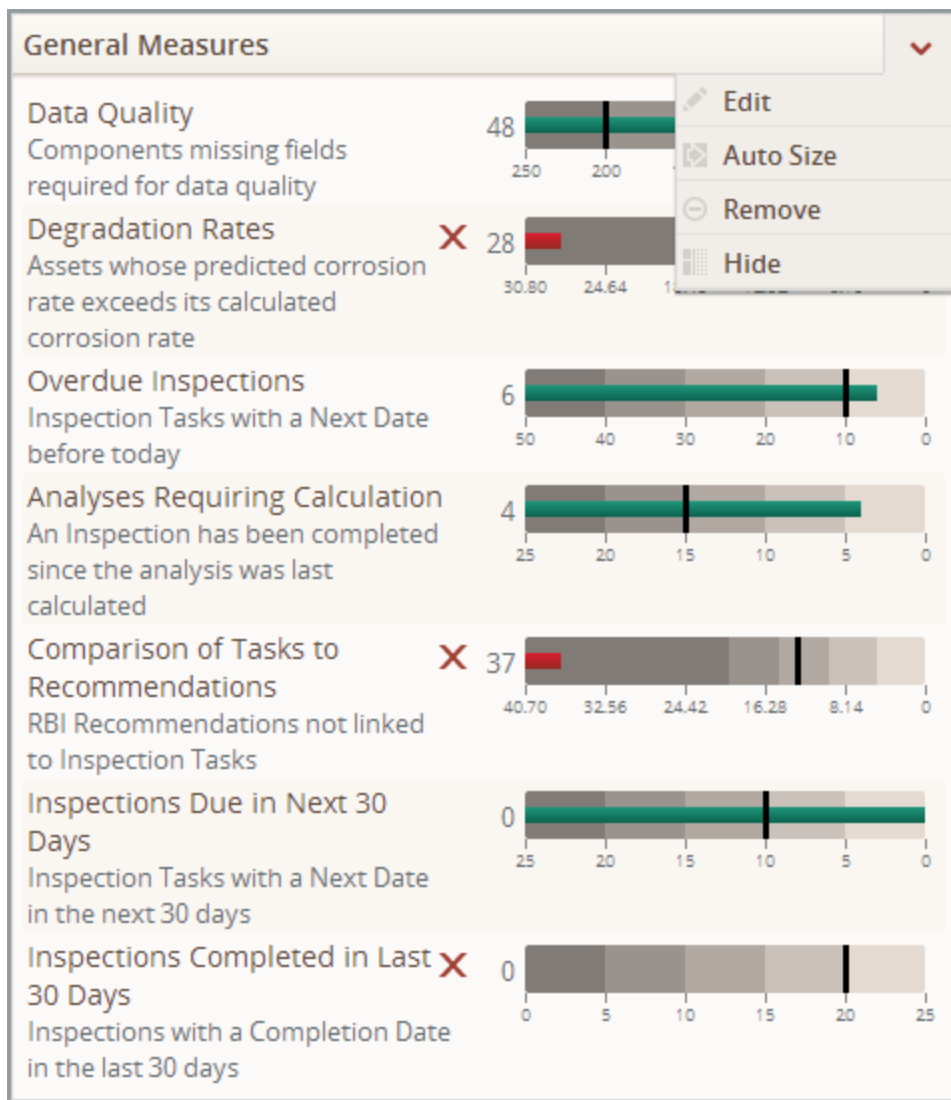 General Measures
Edit
Auto Size
Remove
Hide
Data Quality
Components missing fields
required for data quality
48
250 200
Degradation Rates
Assets whose predicted corrosion
rate exceeds its calculated
corrosion rate
28
30.80 24.64
Overdue Inspections
Inspection Tasks with a Next Date
before today
6
50 40 30 20 10 0
Analyses Requiring Calculation
An Inspection has been completed
since the analysis was last
calculated
4
25 20 15 10 5 0
Comparison of Tasks to
Recommendations
RBI Recommendations not linked
to Inspection Tasks
37
40.70 32.56 24.42 16.28 8.14 0
Inspections Due in Next 30
Days
Inspection Tasks with a Next Date
in the next 30 days
0
25 20 15 10 5 0
Inspections Completed in Last
30 Days
Inspections with a Completion Date
in the last 30 days
0
0 5 10 15 20 25